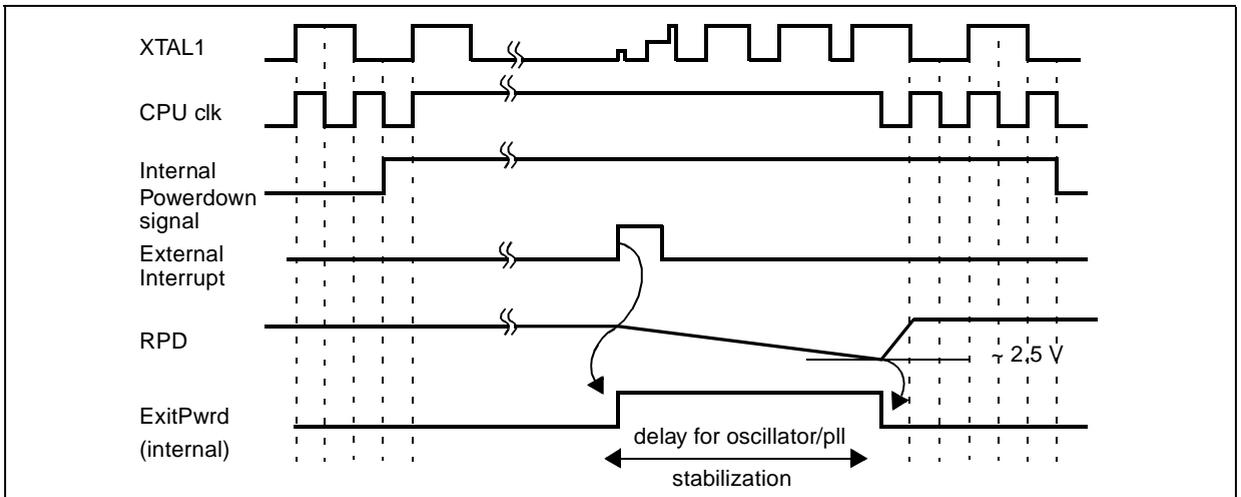 XTAL1
CPU clk
Internal
Powerdown
signal
External
Interrupt
RPD
~ 2,5 V
ExitPwrd
(internal)
delay for oscillator/pll
stabilization